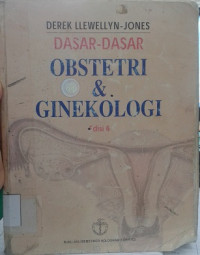 DEREK LLEWELLYN-JONES
DASAR-DASAR
OBSTETRI
&
GINEKOLOGI